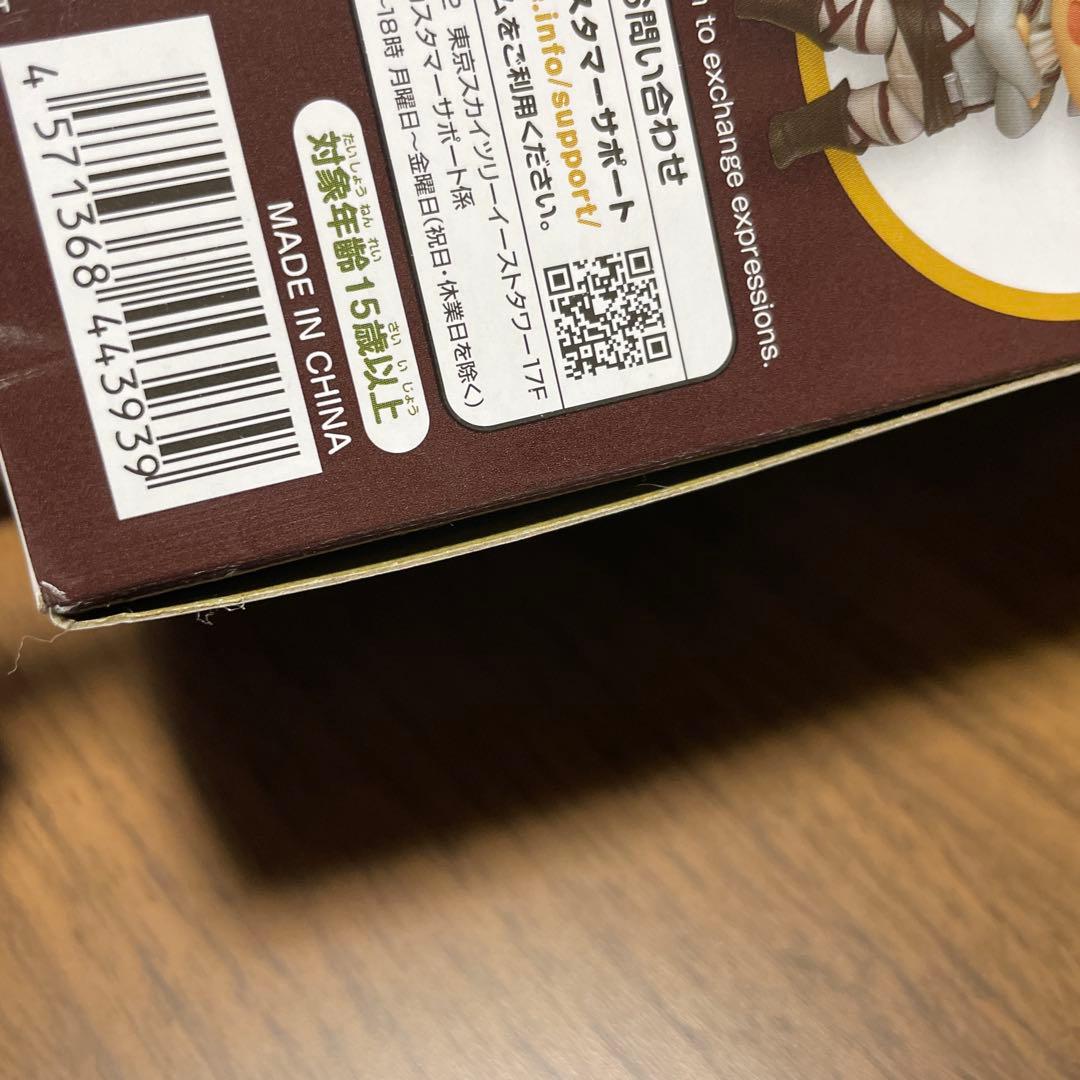 4 571368 443939
MADE IN CHINA
たいしょう ねん れい さい い じょう
対象年齢15歳以上
お問い合わせ
スタマーサポート
.info/support/
ムをご利用ください。
東京スカイツリーイーストタワー17F
スタマーサポート係
~18時 月曜日~金曜日(祝日・休業日を除く)
to exchange expressions.